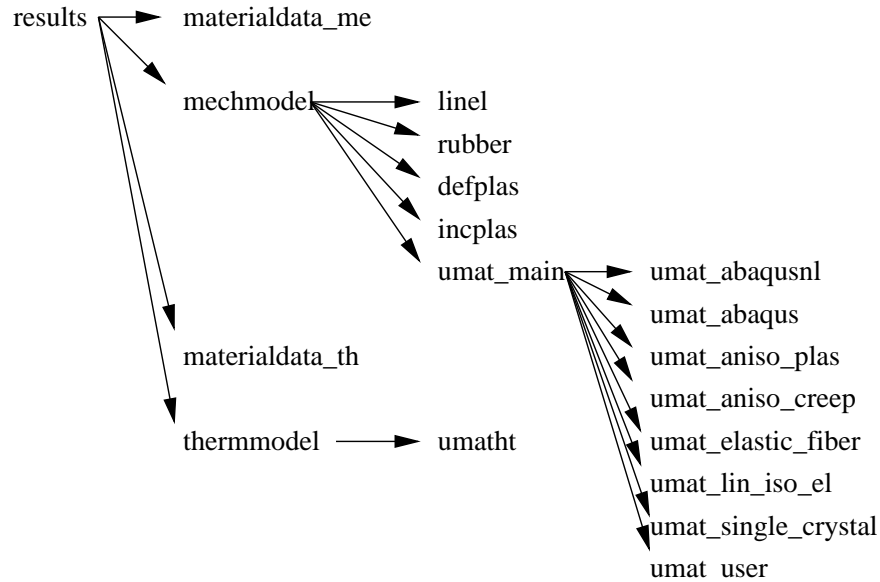 results
materialdata_me
mechmodel
linel
rubber
defplas
incplas
umat_main
umat_abaqusnl
umat_abaqus
umat_aniso_plas
materialdata_th
umat_aniso_creep
thermmodel
umatht
umat_elastic_fiber
umat_lin_iso_el
umat_single_crystal
umat_user